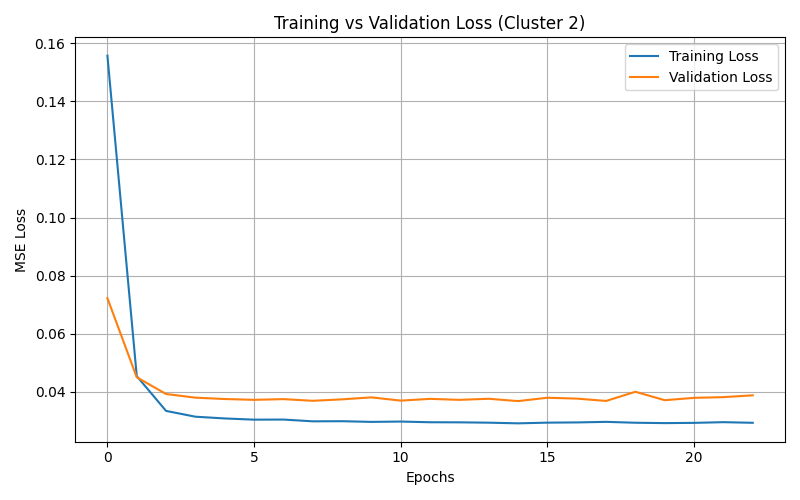 Training vs Validation Loss (Cluster 2)
Training Loss
Validation Loss
MSE Loss
0.16
0.14
0.12
0.10
0.08
0.06
0.04
0
5
10
15
20
Epochs